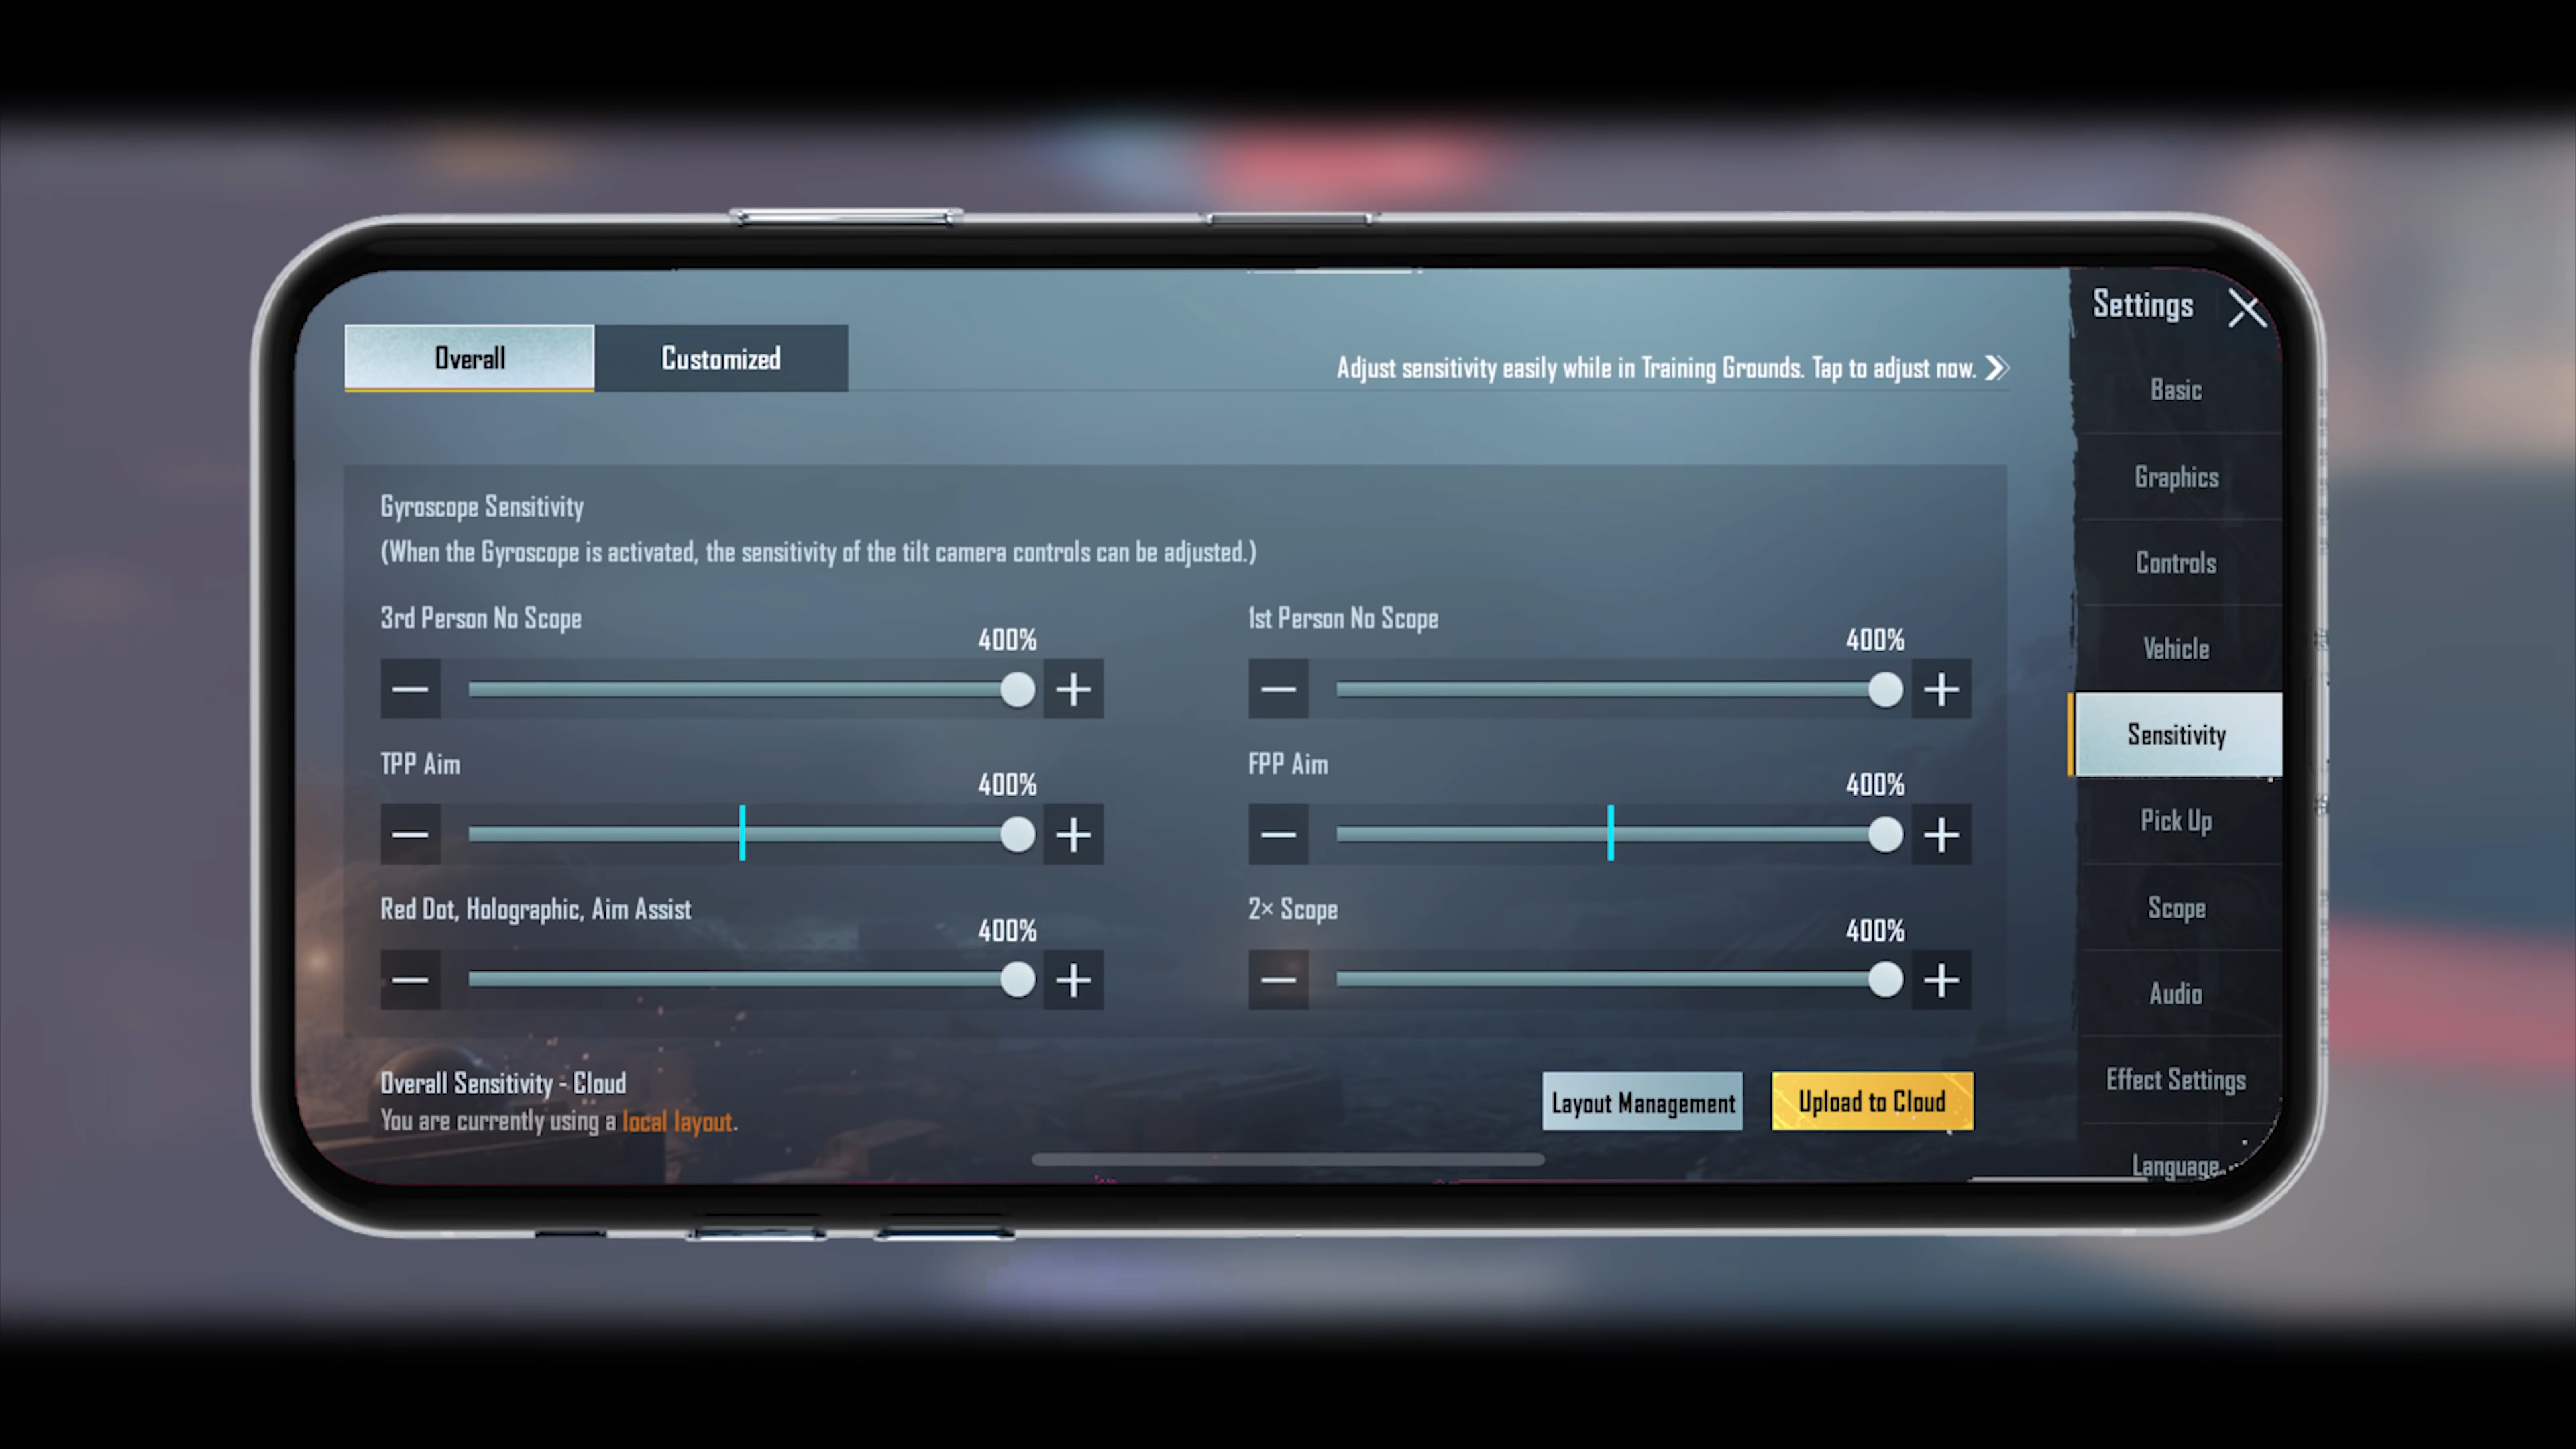 Overall
Customized
Adjust sensitivity easily while in Training Grounds. Tap to adjust now.
Gyroscope Sensitivity
(When the Gyroscope is activated, the sensitivity of the tilt camera controls can be adjusted.)
3rd Person No Scope
400%
1st Person No Scope
400%
TPP Aim
400%
FPP Aim
400%
Red Dot, Holographic, Aim Assist
400%
2× Scope
400%
Overall Sensitivity - Cloud
You are currently using a local layout.
Layout Management
Upload to Cloud
Settings
Basic
Graphics
Controls
Vehicle
Sensitivity
Pick Up
Scope
Audio
Effect Settings
Language